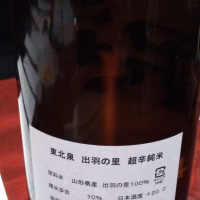 東北泉 出羽の里 超辛純米
原料米 山形県産 出羽の里100%
精米歩合 70% 日本酒度 +20.0